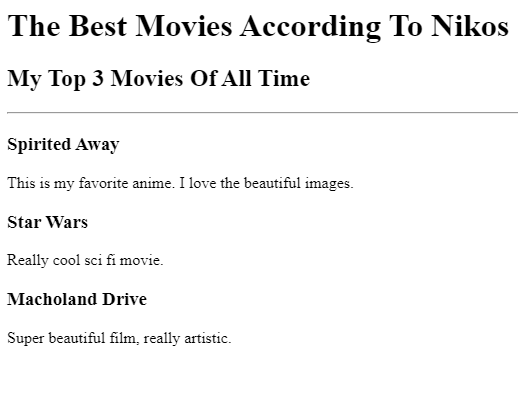 The Best Movies According To Nikos
My Top 3 Movies Of All Time
Spirited Away
This is my favorite anime. I love the beautiful images.
Star Wars
Really cool sci fi movie.
Macholand Drive
Super beautiful film, really artistic.